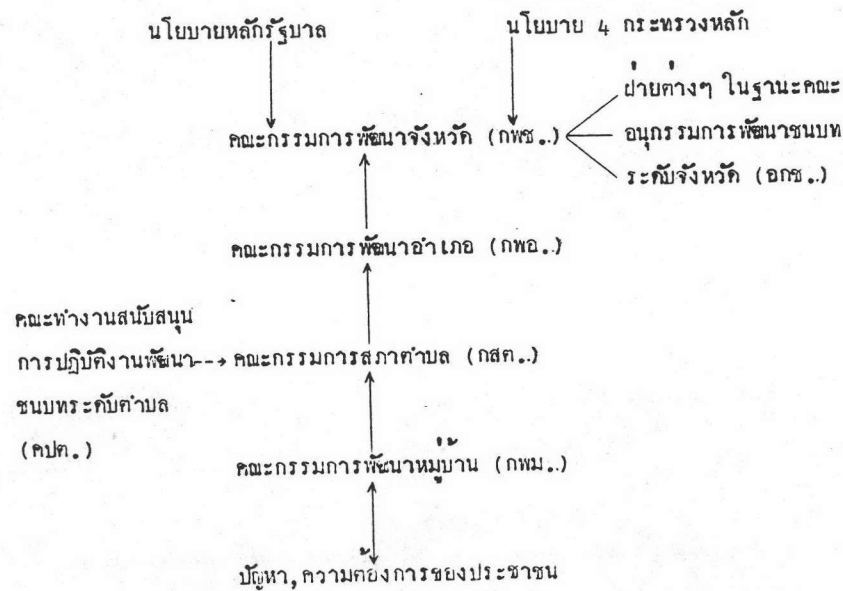 นโยบายหลักรัฐบาล
นโยบาย 4 กระทรวงหลัก
ฝ่ายต่างๆ ในฐานะคณะ
คณะกรรมการพัฒนาจังหวัด (กพจ..)
อนุกรรมการพัฒนาชนบท
ระดับจังหวัด (อกช..)
คณะกรรมการพัฒนาอำเภอ (กพอ..)
คณะทำงานสนับสนุน
การปฏิบัติงานพัฒนา
คณะกรรมการสภาตำบล (กสต..)
ชนบทระดับตำบล
(คปต.)
คณะกรรมการพัฒนาหมู่บ้าน (กพม..)
ปัญหา,ความต้องการของประชาชน